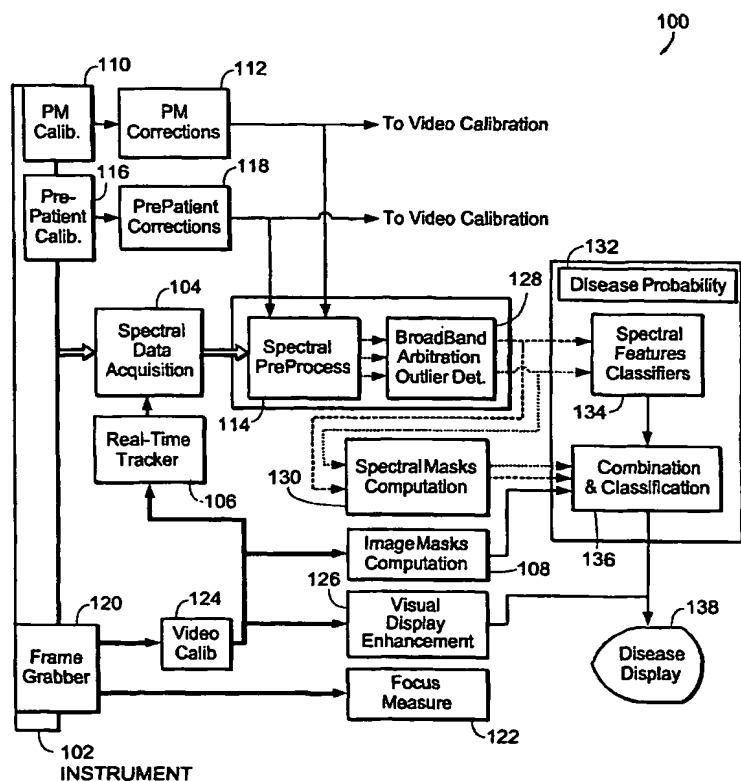 100
110
112
PM
Calib.
PM
Corrections
To Video Calibration
116
118
Pre-
Patient
Calib.
PrePatient
Corrections
To Video Calibration
132
Disease Probability
104
128
Spectral
Data
Acquisition
Spectral
PreProcess
BroadBand
Arbitration
Outlier Det.
Spectral
Features
Classifiers
114
134
Real-Time
Tracker
106
Spectral Masks
Computation
130
Combination
& Classification
136
Image Masks
Computation
108
120
124
126
Frame
Grabber
Video
Calib
Visual
Display
Enhancement
138
Disease
Display
Focus
Measure
122
102
INSTRUMENT